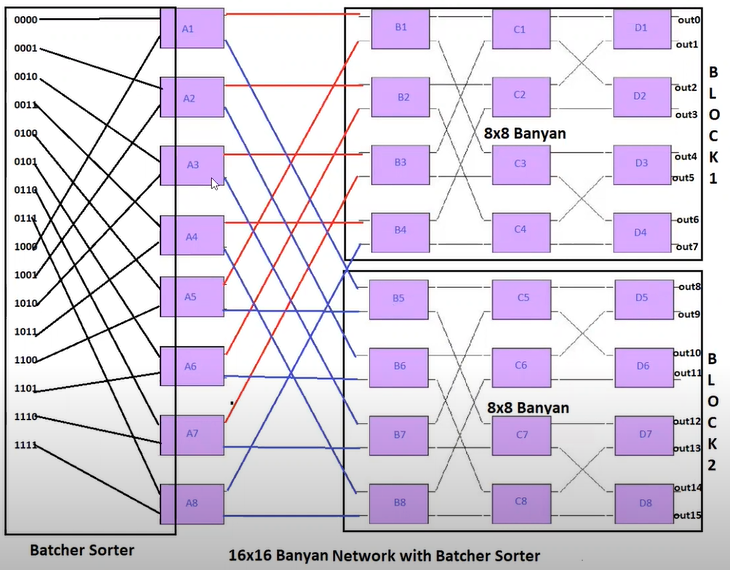 0000
0001
0010
0011
0100
0101
0110
0111
1000
1001
1010
1011
1100
1101
1110
1111
A1
A2
A3
A4
A5
A6
A7
A8
B1
B2
B3
B4
B5
B6
B7
B8
C1
C2
8x8 Banyan
C3
C4
C5
C6
8x8 Banyan
C7
C8
D1
D2
D3
D4
D5
D6
D7
D8
out0
out1
out2
out3
out4
out5
out6
out7
out8
out9
out10
out11
out12
out13
out14
out15
BLOCK1
BLOCK2
Batcher Sorter
16x16 Banyan Network with Batcher Sorter